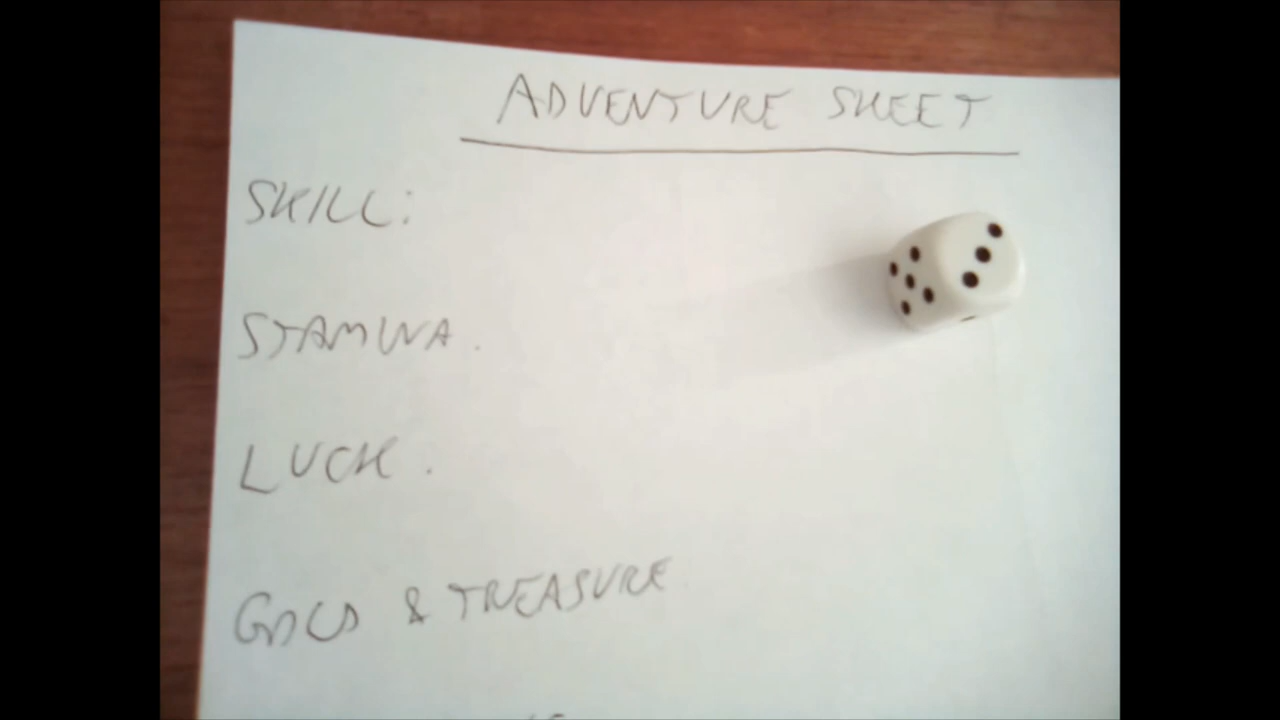 ADVENTURE SHEET
SKILL:
STAMINA.
LUCK.
GOLD & TREASURE